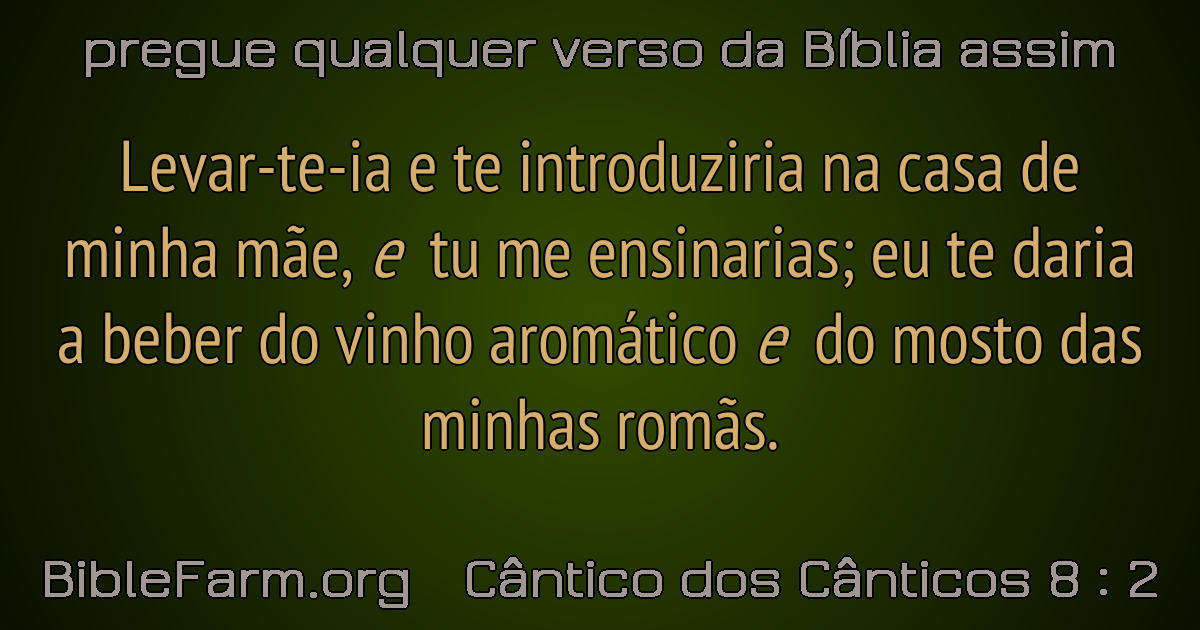 pregue qualquer verso da Bíblia assim
Levar-te-ia e te introduziria na casa de
minha mãe, e tu me ensinarias; eu te daria
a beber do vinho aromático e do mosto das
minhas romãs.
BibleFarm.org Cântico dos Cânticos 8 : 2